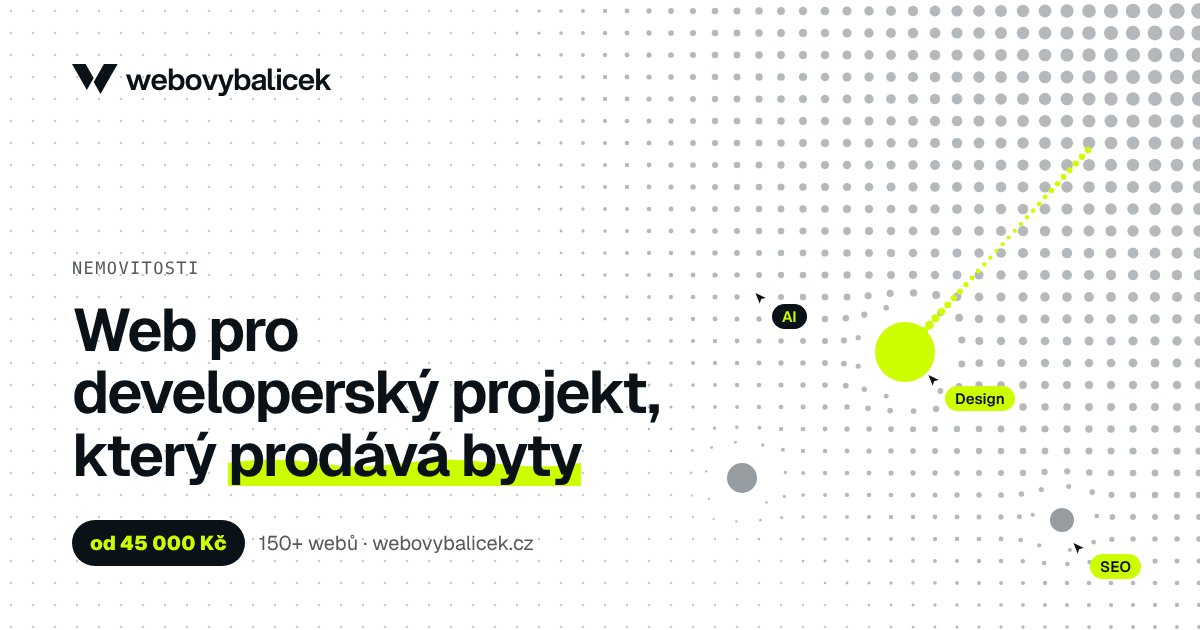 webovybalicek
NEMOVITOSTI
Web pro
developerský projekt,
který prodává byty
od 45 000 Kč
150+ webů · webovybalicek.cz
AI
Design
SEO